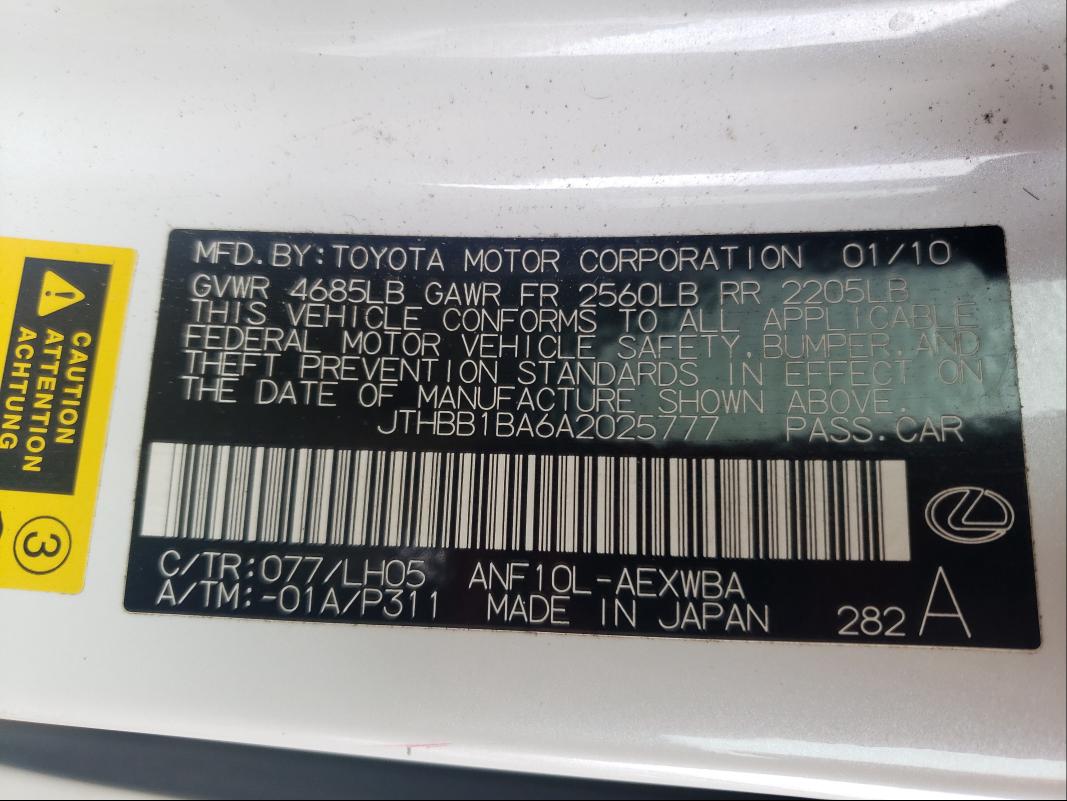 MFD.BY:TOYOTA MOTOR CORPORATION 01/10
GVWR 4685LB GAWR FR 2560LB RR 2205LB
THIS VEHICLE CONFORMS TO ALL APPLICABLE
FEDERAL MOTOR VEHICLE SAFETY,BUMPER,AND
THEFT PREVENTION STANDARDS IN EFFECT ON
THE DATE OF MANUFACTURE SHOWN ABOVE.
JTHBB1BA6A2025777 PASS.CAR
C/TR:077/LH05 ANF10L-AEXWBA
A/TM:-01A/P311 MADE IN JAPAN 282 A
CAUTION
ATTENTION
ACHTUNG
3